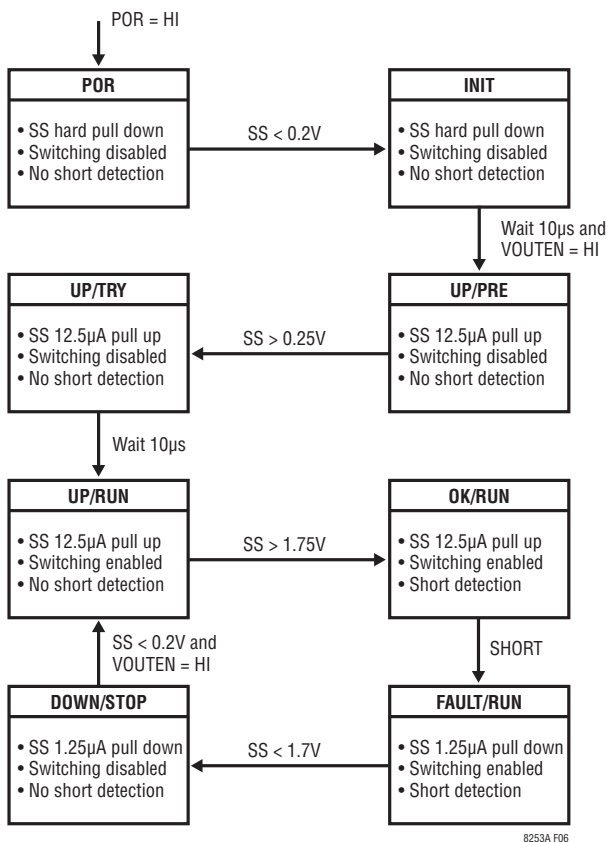 POR = HI
POR
• SS hard pull down
• Switching disabled
• No short detection
SS < 0.2V
INIT
• SS hard pull down
• Switching disabled
• No short detection
Wait 10µs and
VOUTEN = HI
UP/PRE
• SS 12.5µA pull up
• Switching disabled
• No short detection
SS > 0.25V
UP/TRY
• SS 12.5µA pull up
• Switching disabled
• No short detection
Wait 10µs
UP/RUN
• SS 12.5µA pull up
• Switching enabled
• No short detection
SS > 1.75V
OK/RUN
• SS 12.5µA pull up
• Switching enabled
• Short detection
SHORT
FAULT/RUN
• SS 1.25µA pull down
• Switching enabled
• Short detection
SS < 1.7V
DOWN/STOP
• SS 1.25µA pull down
• Switching disabled
• No short detection
SS < 0.2V and
VOUTEN = HI
8253A F06